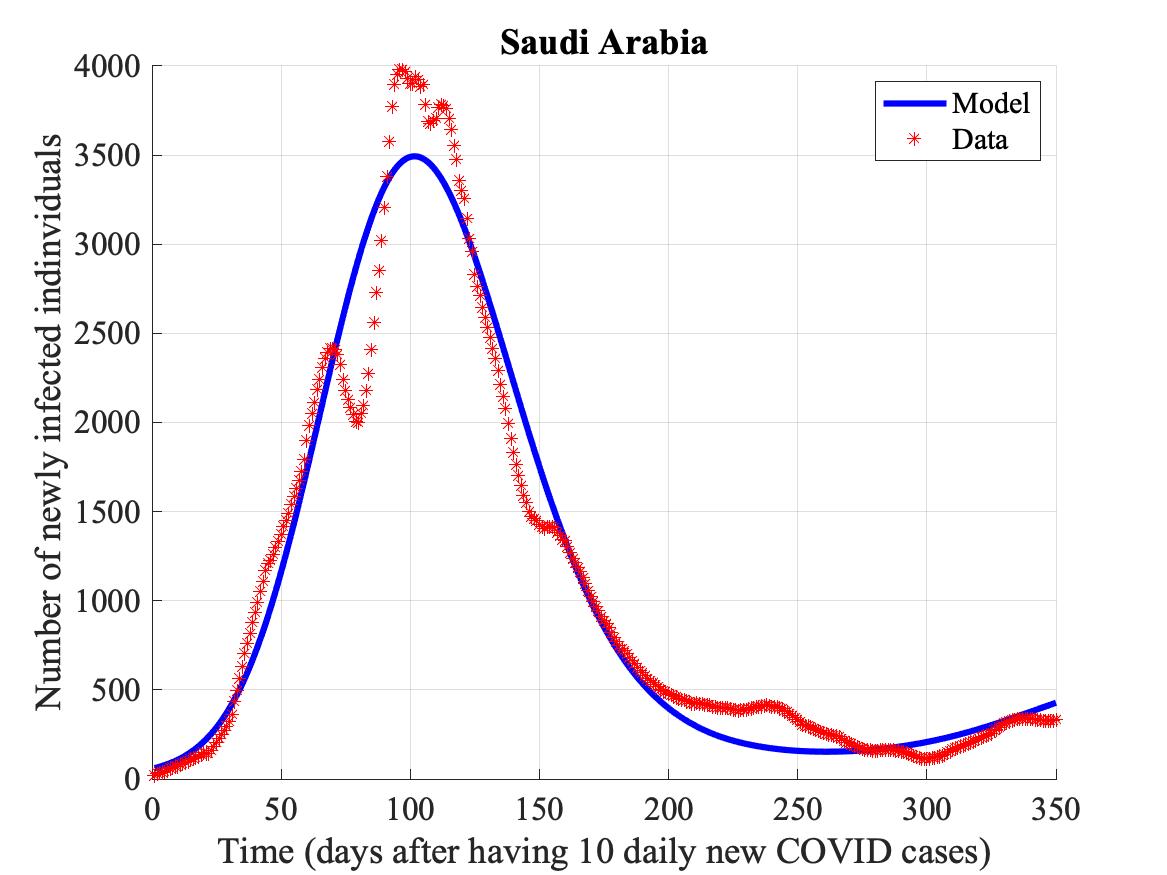 Saudi Arabia
Number of newly infected indinviduals
4000
3500
3000
2500
2000
1500
1000
500
0
Model
Data
0 50 100 150 200 250 300 350
Time (days after having 10 daily new COVID cases)